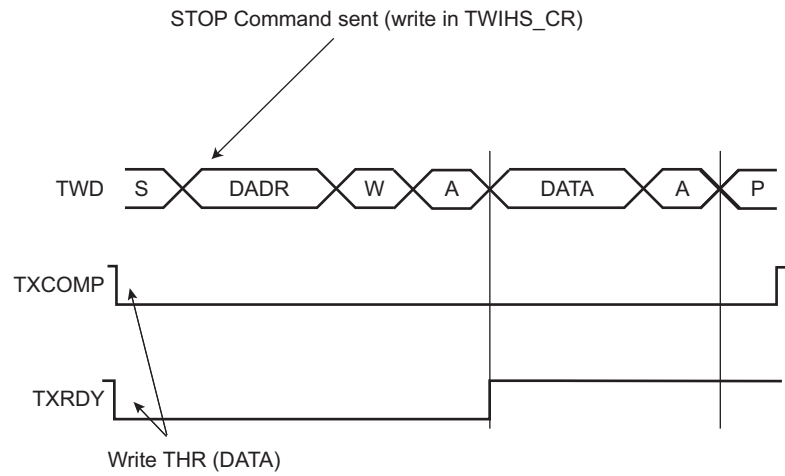 STOP Command sent (write in TWIHS_CR)
TWD S DADR W A DATA A P
TXCOMP
TXRDY
Write THR (DATA)